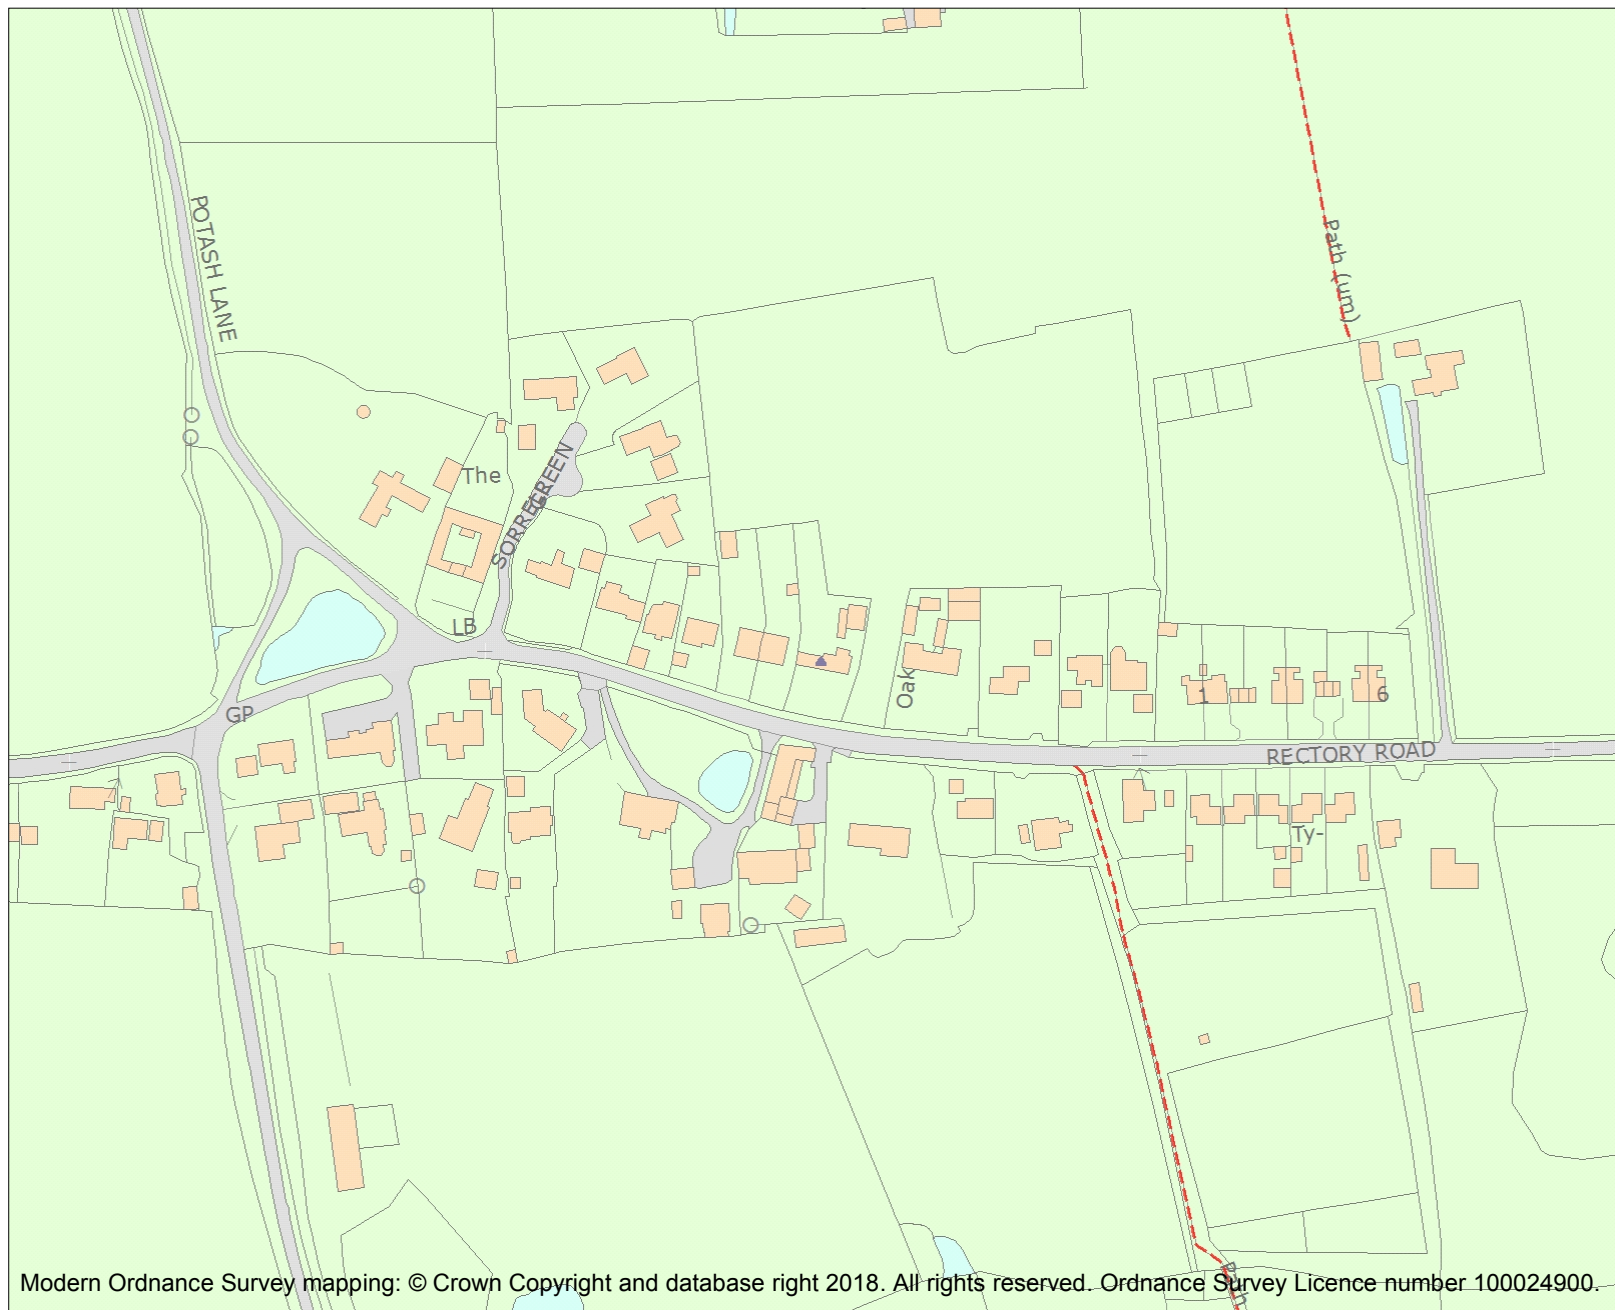 POTASH LANE
Path (um)
The
SORREL
GREEN
LB
Oak
1
6
GP
RECTORY ROAD
Ty-
Path
Modern Ordnance Survey mapping: © Crown Copyright and database right 2018. All rights reserved. Ordnance Survey Licence number 100024900.